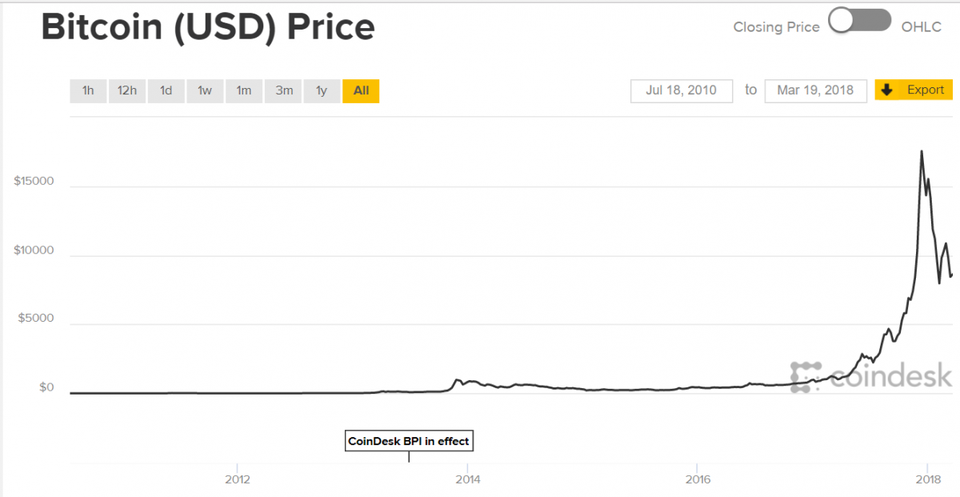 Bitcoin (USD) Price
Closing Price OHLC
1h 12h 1d 1w 1m 3m 1y All
Jul 18, 2010 to Mar 19, 2018 Export
$15000
$10000
$5000
$0
coindesk
CoinDesk BPI in effect
2012 2014 2016 2018